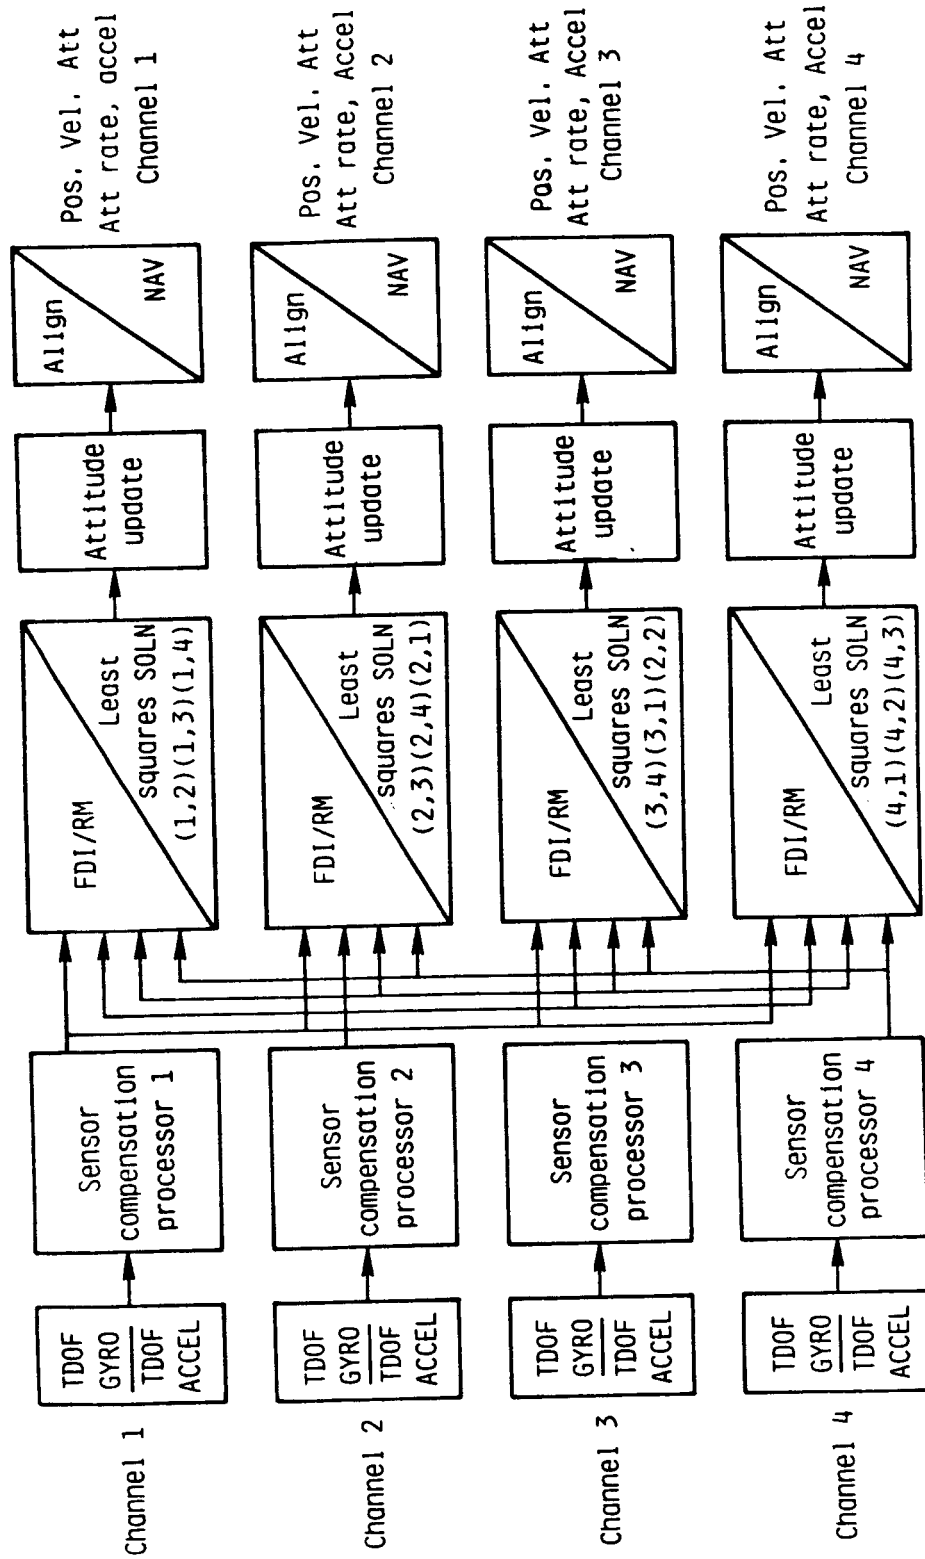 Channel 1
TDOF
GYRO
TDOF
ACCEL
Sensor
compensation
processor 1
FDI/RM
Least
squares SOLN
(1,2)(1,3)(1,4)
Attitude
update
Align
NAV
Pos. Vel. Att
Att rate, accel
Channel 1
Channel 2
TDOF
GYRO
TDOF
ACCEL
Sensor
compensation
processor 2
FDI/RM
Least
squares SOLN
(2,3)(2,4)(2,1)
Attitude
update
Align
NAV
Pos. Vel. Att
Att rate, Accel
Channel 2
Channel 3
TDOF
GYRO
TDOF
ACCEL
Sensor
compensation
processor 3
FDI/RM
Least
squares SOLN
(3,4)(3,1)(2,2)
Attitude
update
Align
NAV
Pos. Vel. Att
Att rate, Accel
Channel 3
Channel 4
TDOF
GYRO
TDOF
ACCEL
Sensor
compensation
processor 4
FDI/RM
Least
squares SOLN
(4,1)(4,2)(4,3)
Attitude
update
Align
NAV
Pos. Vel. Att
Att rate, Accel
Channel 4